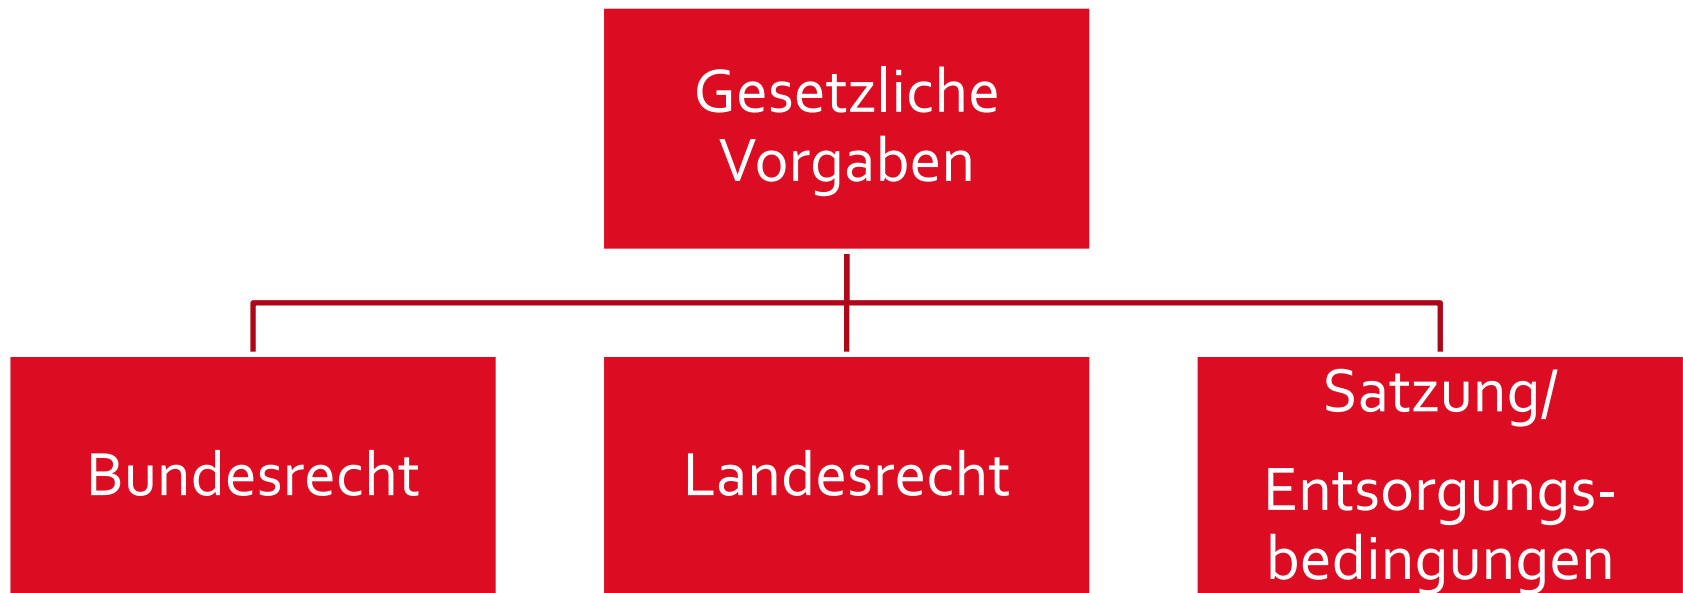 Gesetzliche
Vorgaben
Bundesrecht
Landesrecht
Satzung/
Entsorgungs-
bedingungen